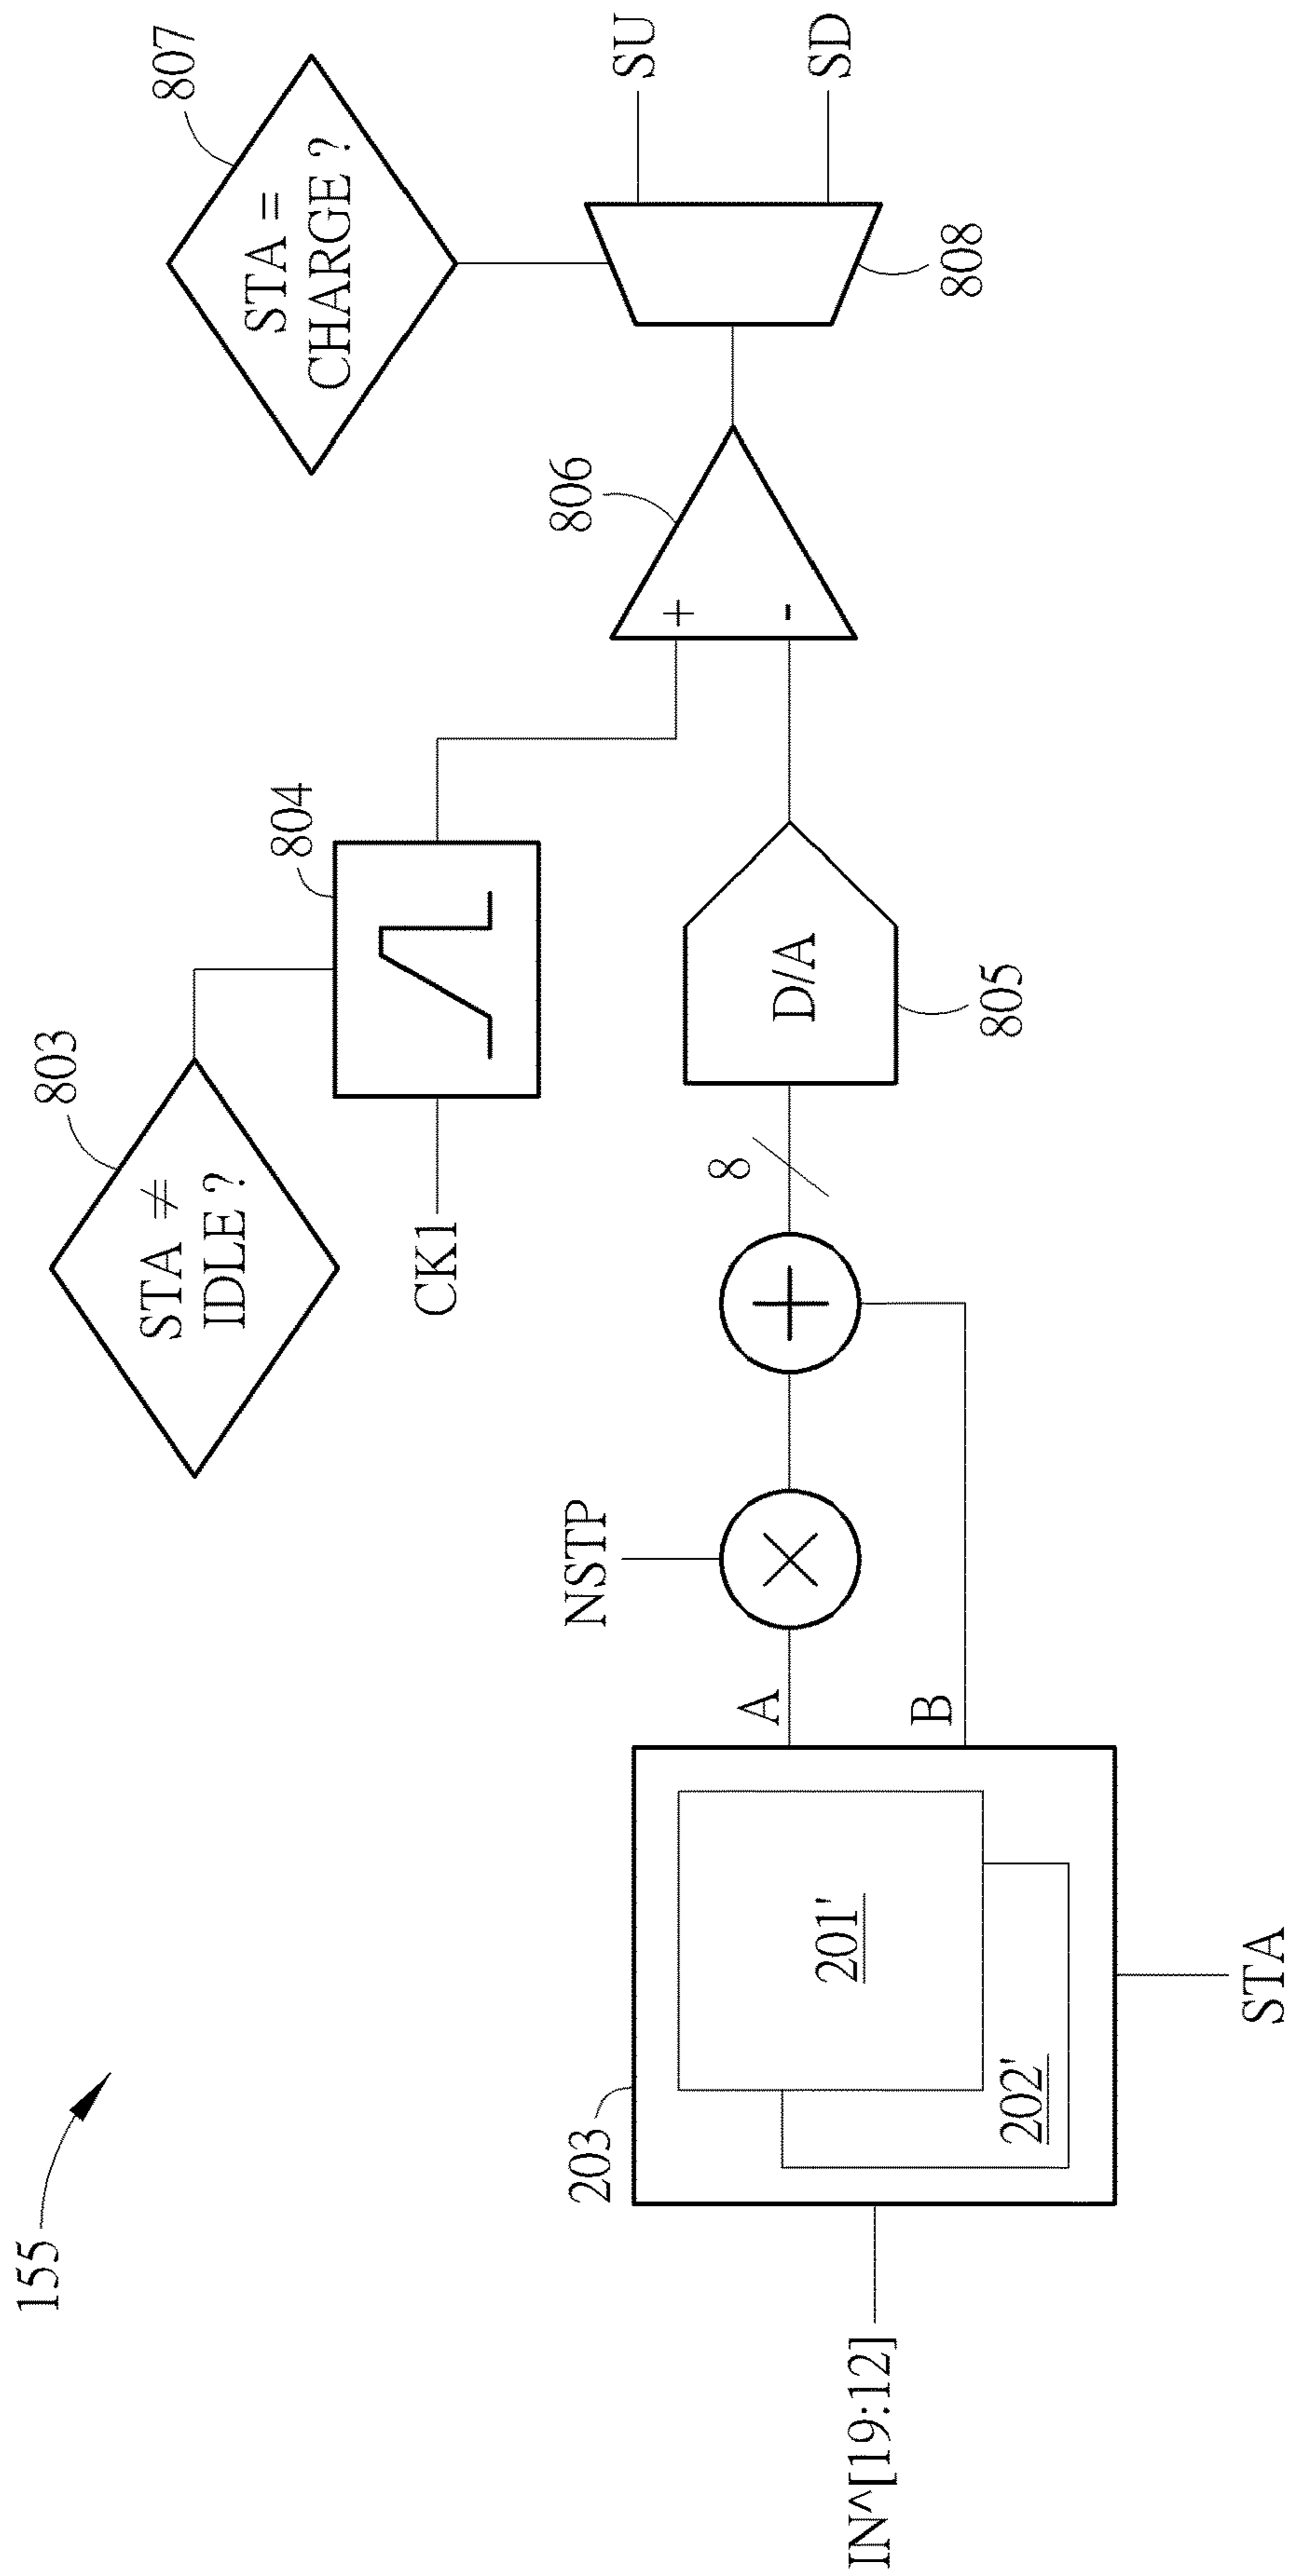 155
803
STA ≠
IDLE ?
807
STA =
CHARGE ?
804
CK1
806
+
-
SU
SD
808
NSTP
8
D/A
805
203
A
B
201'
202'
IN^[19:12]
STA